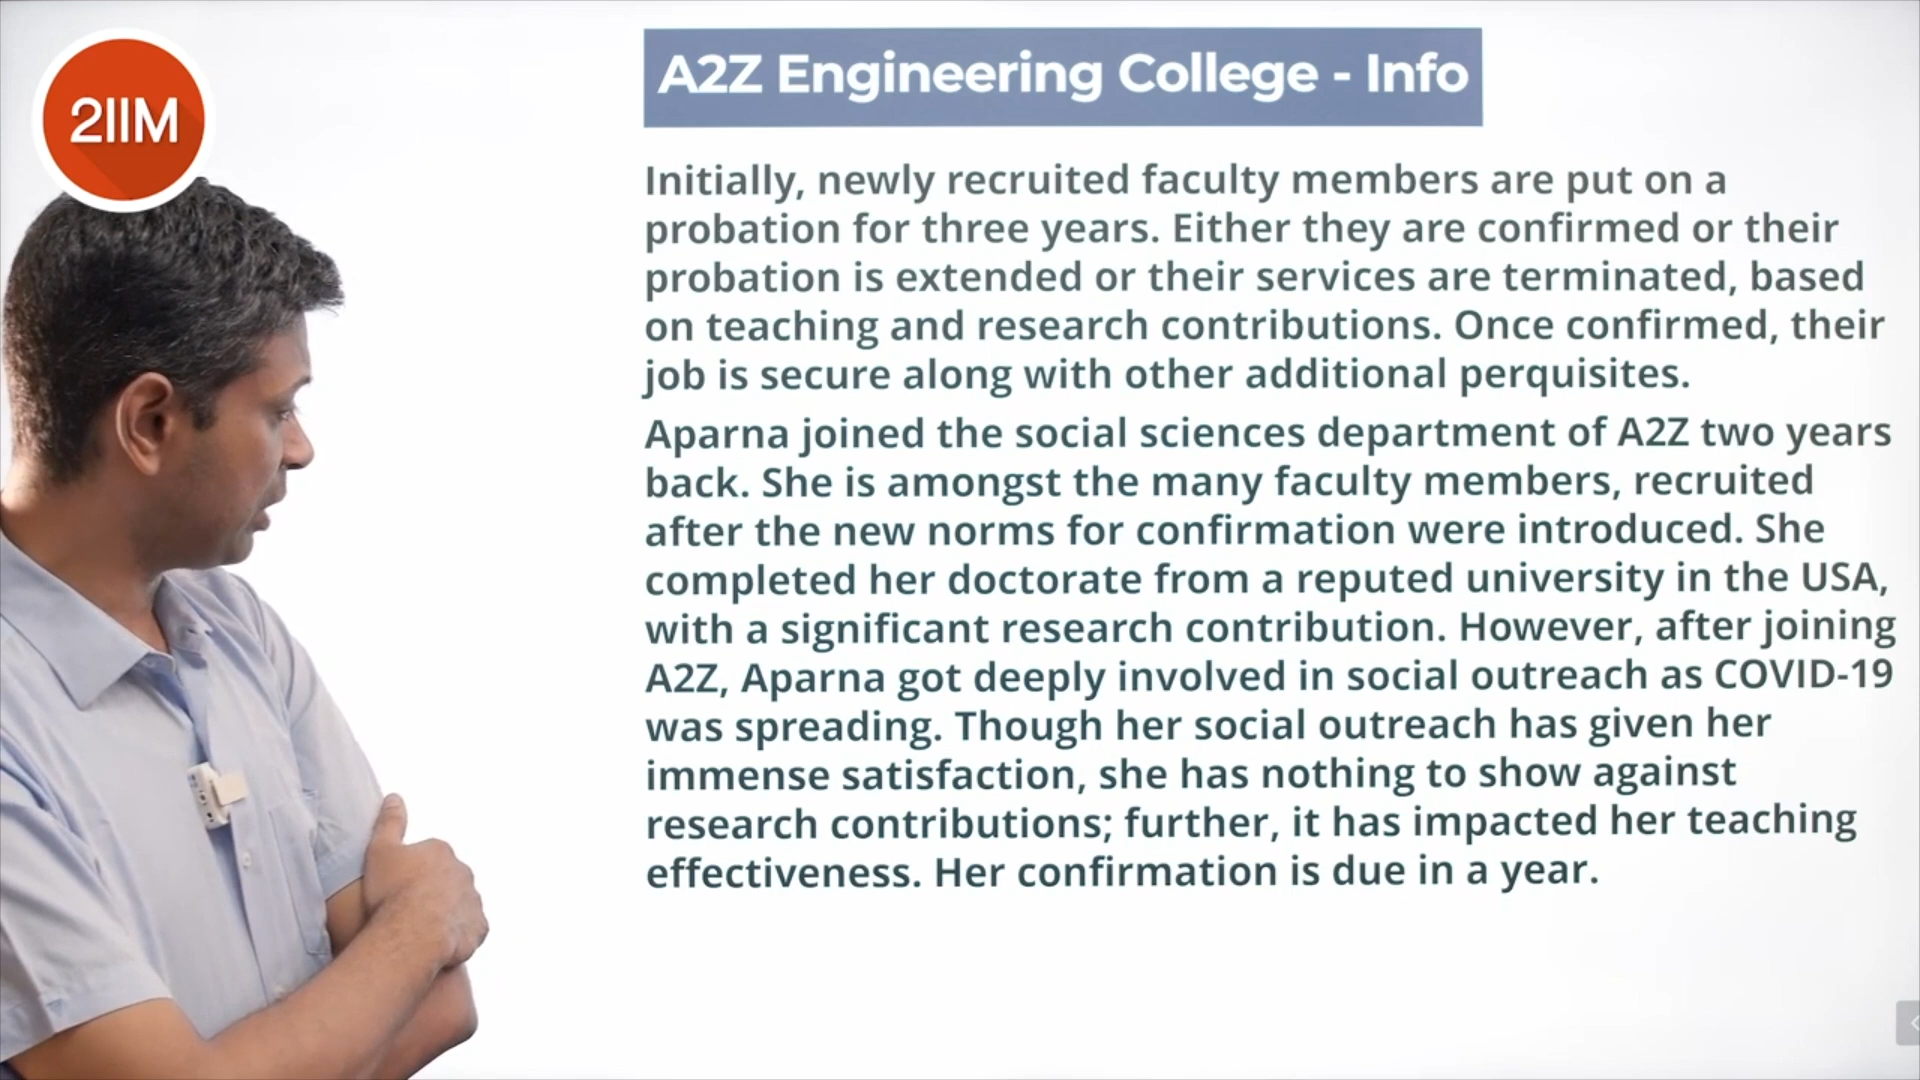 2IIM
A2Z Engineering College - Info
Initially, newly recruited faculty members are put on a
probation for three years. Either they are confirmed or their
probation is extended or their services are terminated, based
on teaching and research contributions. Once confirmed, their
job is secure along with other additional perquisites.
Aparna joined the social sciences department of A2Z two years
back. She is amongst the many faculty members, recruited
after the new norms for confirmation were introduced. She
completed her doctorate from a reputed university in the USA,
with a significant research contribution. However, after joining
A2Z, Aparna got deeply involved in social outreach as COVID-19
was spreading. Though her social outreach has given her
immense satisfaction, she has nothing to show against
research contributions; further, it has impacted her teaching
effectiveness. Her confirmation is due in a year.